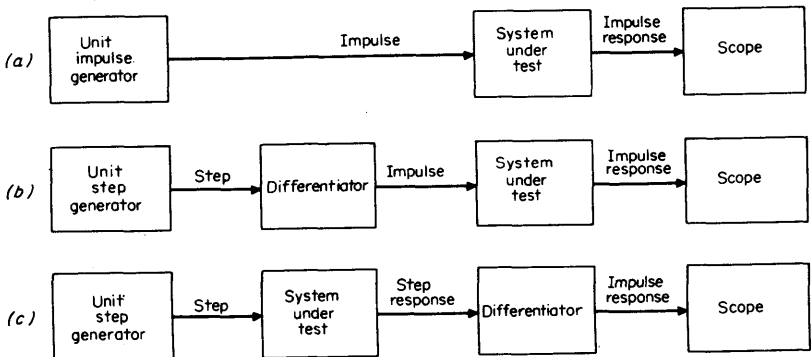 (a)
Unit
impulse
generator
Impulse
System
under
test
Impulse
response
Scope
(b)
Unit
step
generator
Step
Differentiator
Impulse
System
under
test
Impulse
response
Scope
(c)
Unit
step
generator
Step
System
under
test
Step
response
Differentiator
Impulse
response
Scope